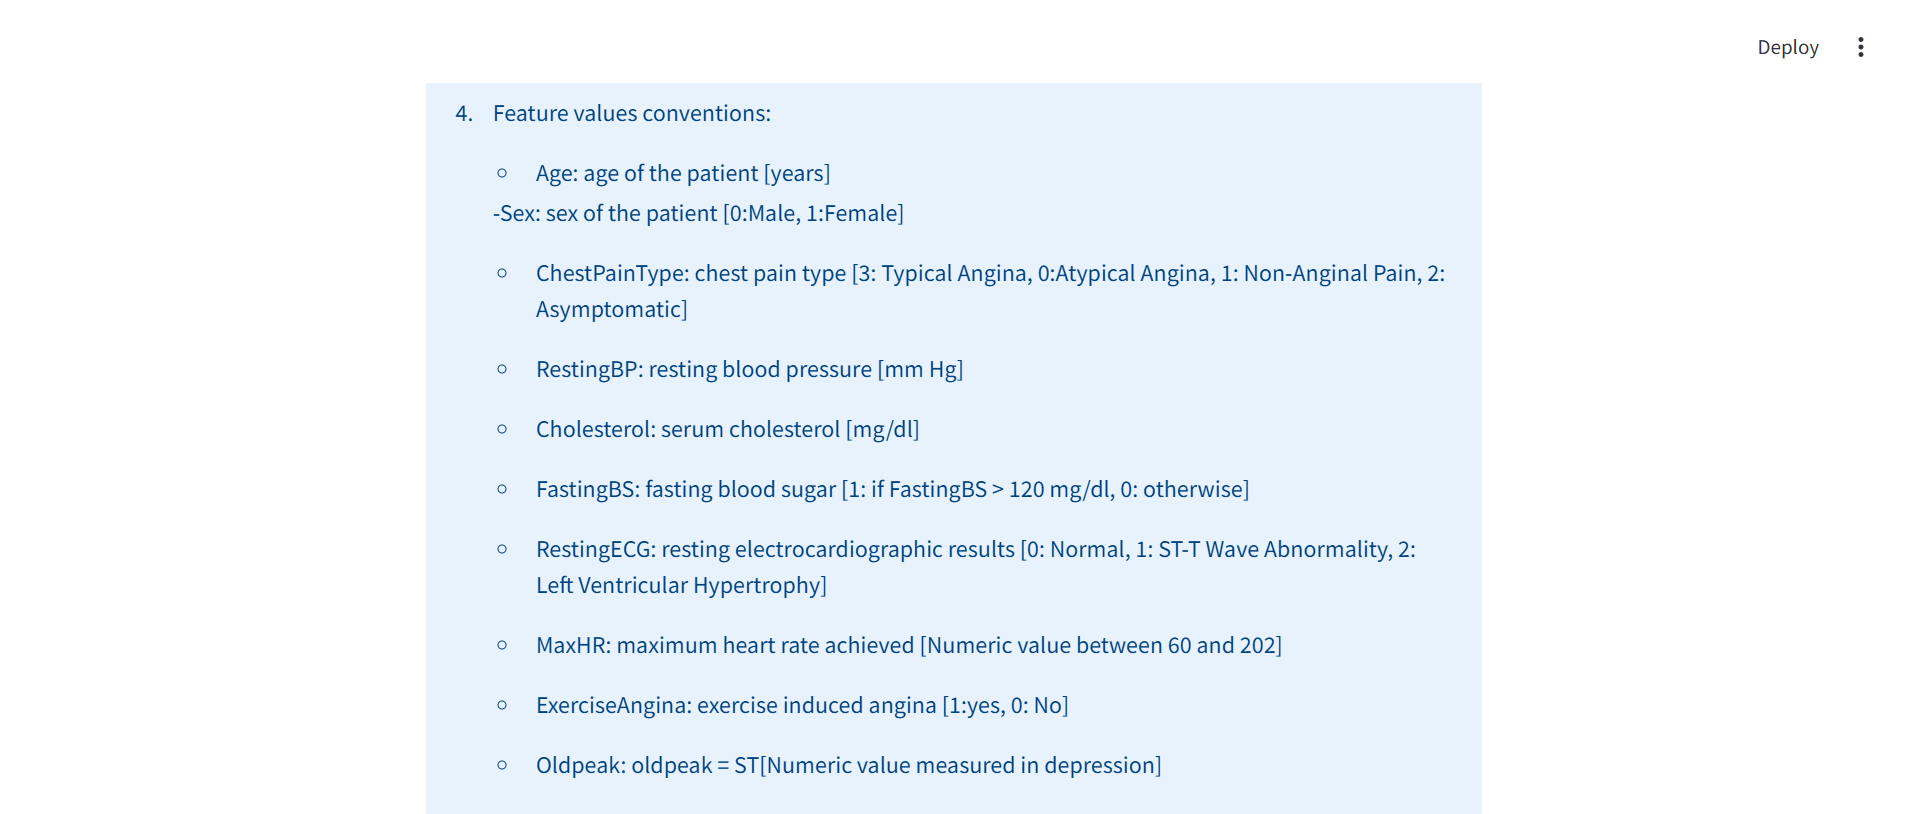 Deploy
4. Feature values conventions:
Age: age of the patient [years]
-Sex: sex of the patient [0:Male, 1:Female]
ChestPainType: chest pain type [3: Typical Angina, 0:Atypical Angina, 1: Non-Anginal Pain, 2:
Asymptomatic]
RestingBP: resting blood pressure [mm Hg]
Cholesterol: serum cholesterol [mg/dl]
FastingBS: fasting blood sugar [1: if FastingBS > 120 mg/dl, 0: otherwise]
RestingECG: resting electrocardiographic results [0: Normal, 1: ST-T Wave Abnormality, 2:
Left Ventricular Hypertrophy]
MaxHR: maximum heart rate achieved [Numeric value between 60 and 202]
ExerciseAngina: exercise induced angina [1:yes, 0: No]
Oldpeak: oldpeak = ST[Numeric value measured in depression]